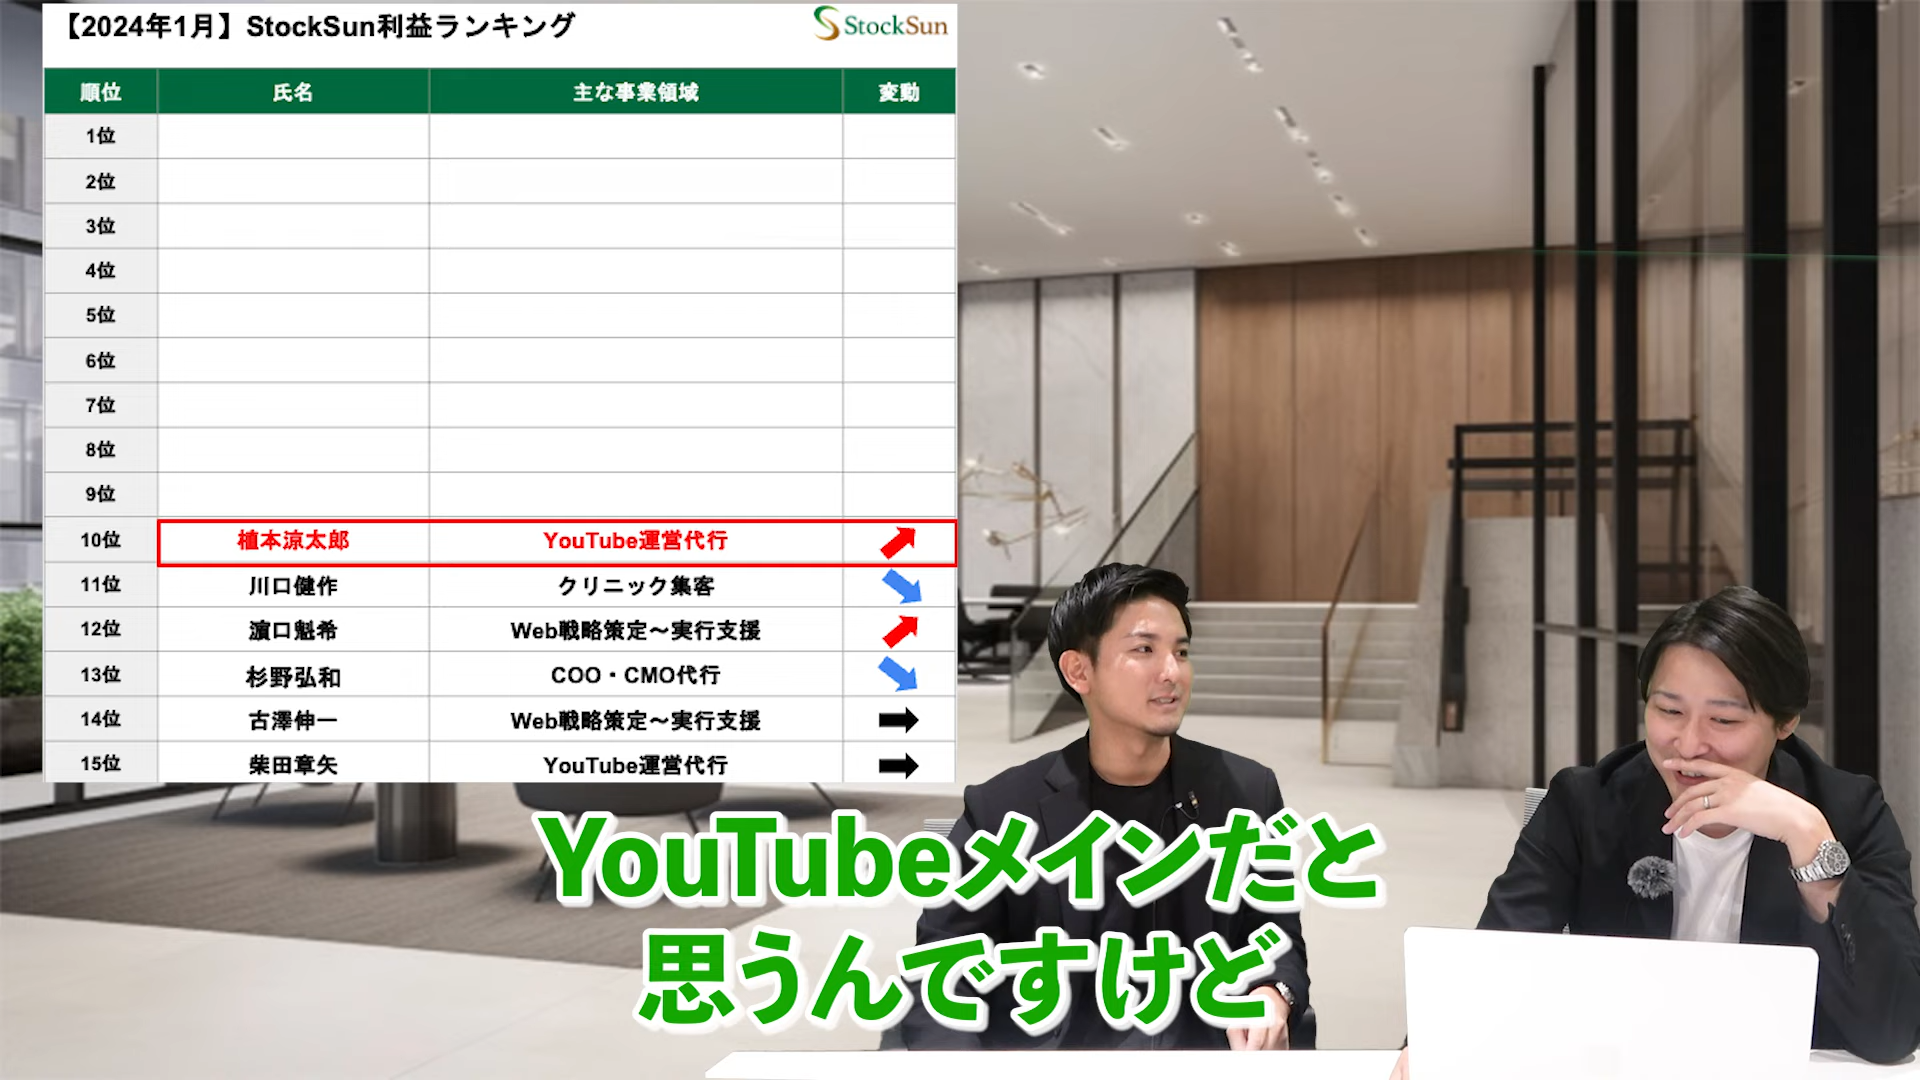 【2024年1月】StockSun利益ランキング
StockSun
順位 氏名 主な事業領域 変動
1位
2位
3位
4位
5位
6位
7位
8位
9位
10位 植本涼太郎 YouTube運営代行
11位 川口健作 クリニック集客
12位 濵口魁希 Web戦略策定～実行支援
13位 杉野弘和 COO・CMO代行
14位 古澤伸一 Web戦略策定～実行支援
15位 柴田章矢 YouTube運営代行
YouTubeメインだと
思うんですけど